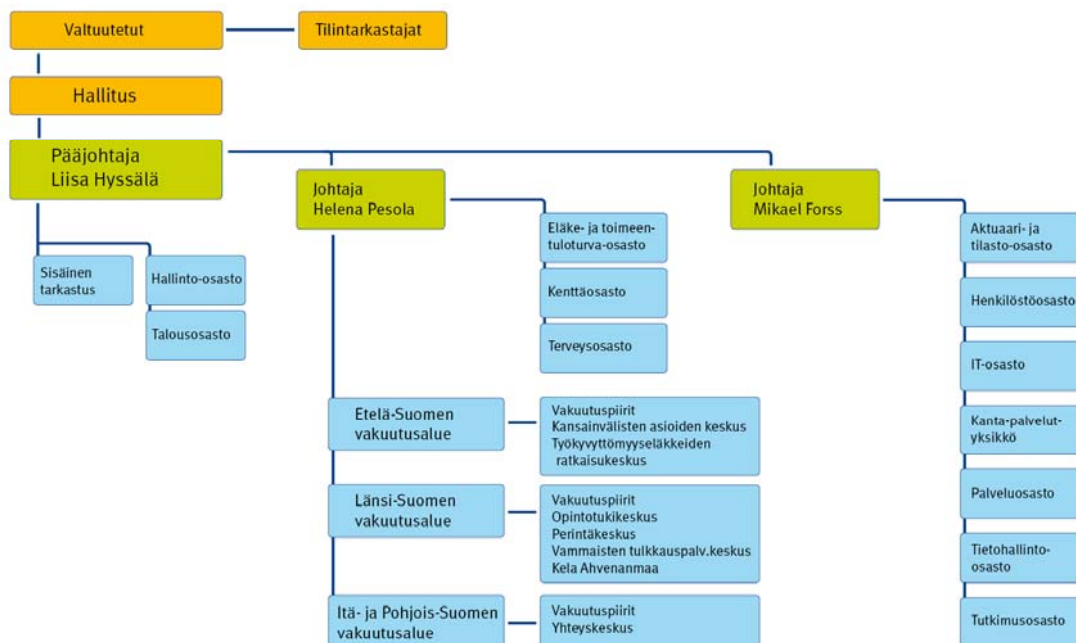 Valtuutetut
Tilintarkastajat
Hallitus
Pääjohtaja
Liisa Hyssälä
Johtaja
Helena Pesola
Johtaja
Mikael Forss
Sisäinen
tarkastus
Hallinto-osasto
Talousosasto
Eläke- ja toimeen-
tuloturva-osasto
Kenttäosasto
Terveysosasto
Etelä-Suomen
vakuutusalue
Vakuutuspiirit
Kansainvälisten asioiden keskus
Työkyvyttömyyseläkkeiden
ratkaisukeskus
Länsi-Suomen
vakuutusalue
Vakuutuspiirit
Opintotukikeskus
Perintäkeskus
Vammaisten tulkkauspalv.keskus
Kela Ahvenanmaa
Itä- ja Pohjois-Suomen
vakuutusalue
Vakuutuspiirit
Yhteyskeskus
Aktuaari- ja
tilasto-osasto
Henkilöstöosasto
IT-osasto
Kanta-palvelut-
yksikkö
Palveluosasto
Tietohallinto-
osasto
Tutkimusosasto